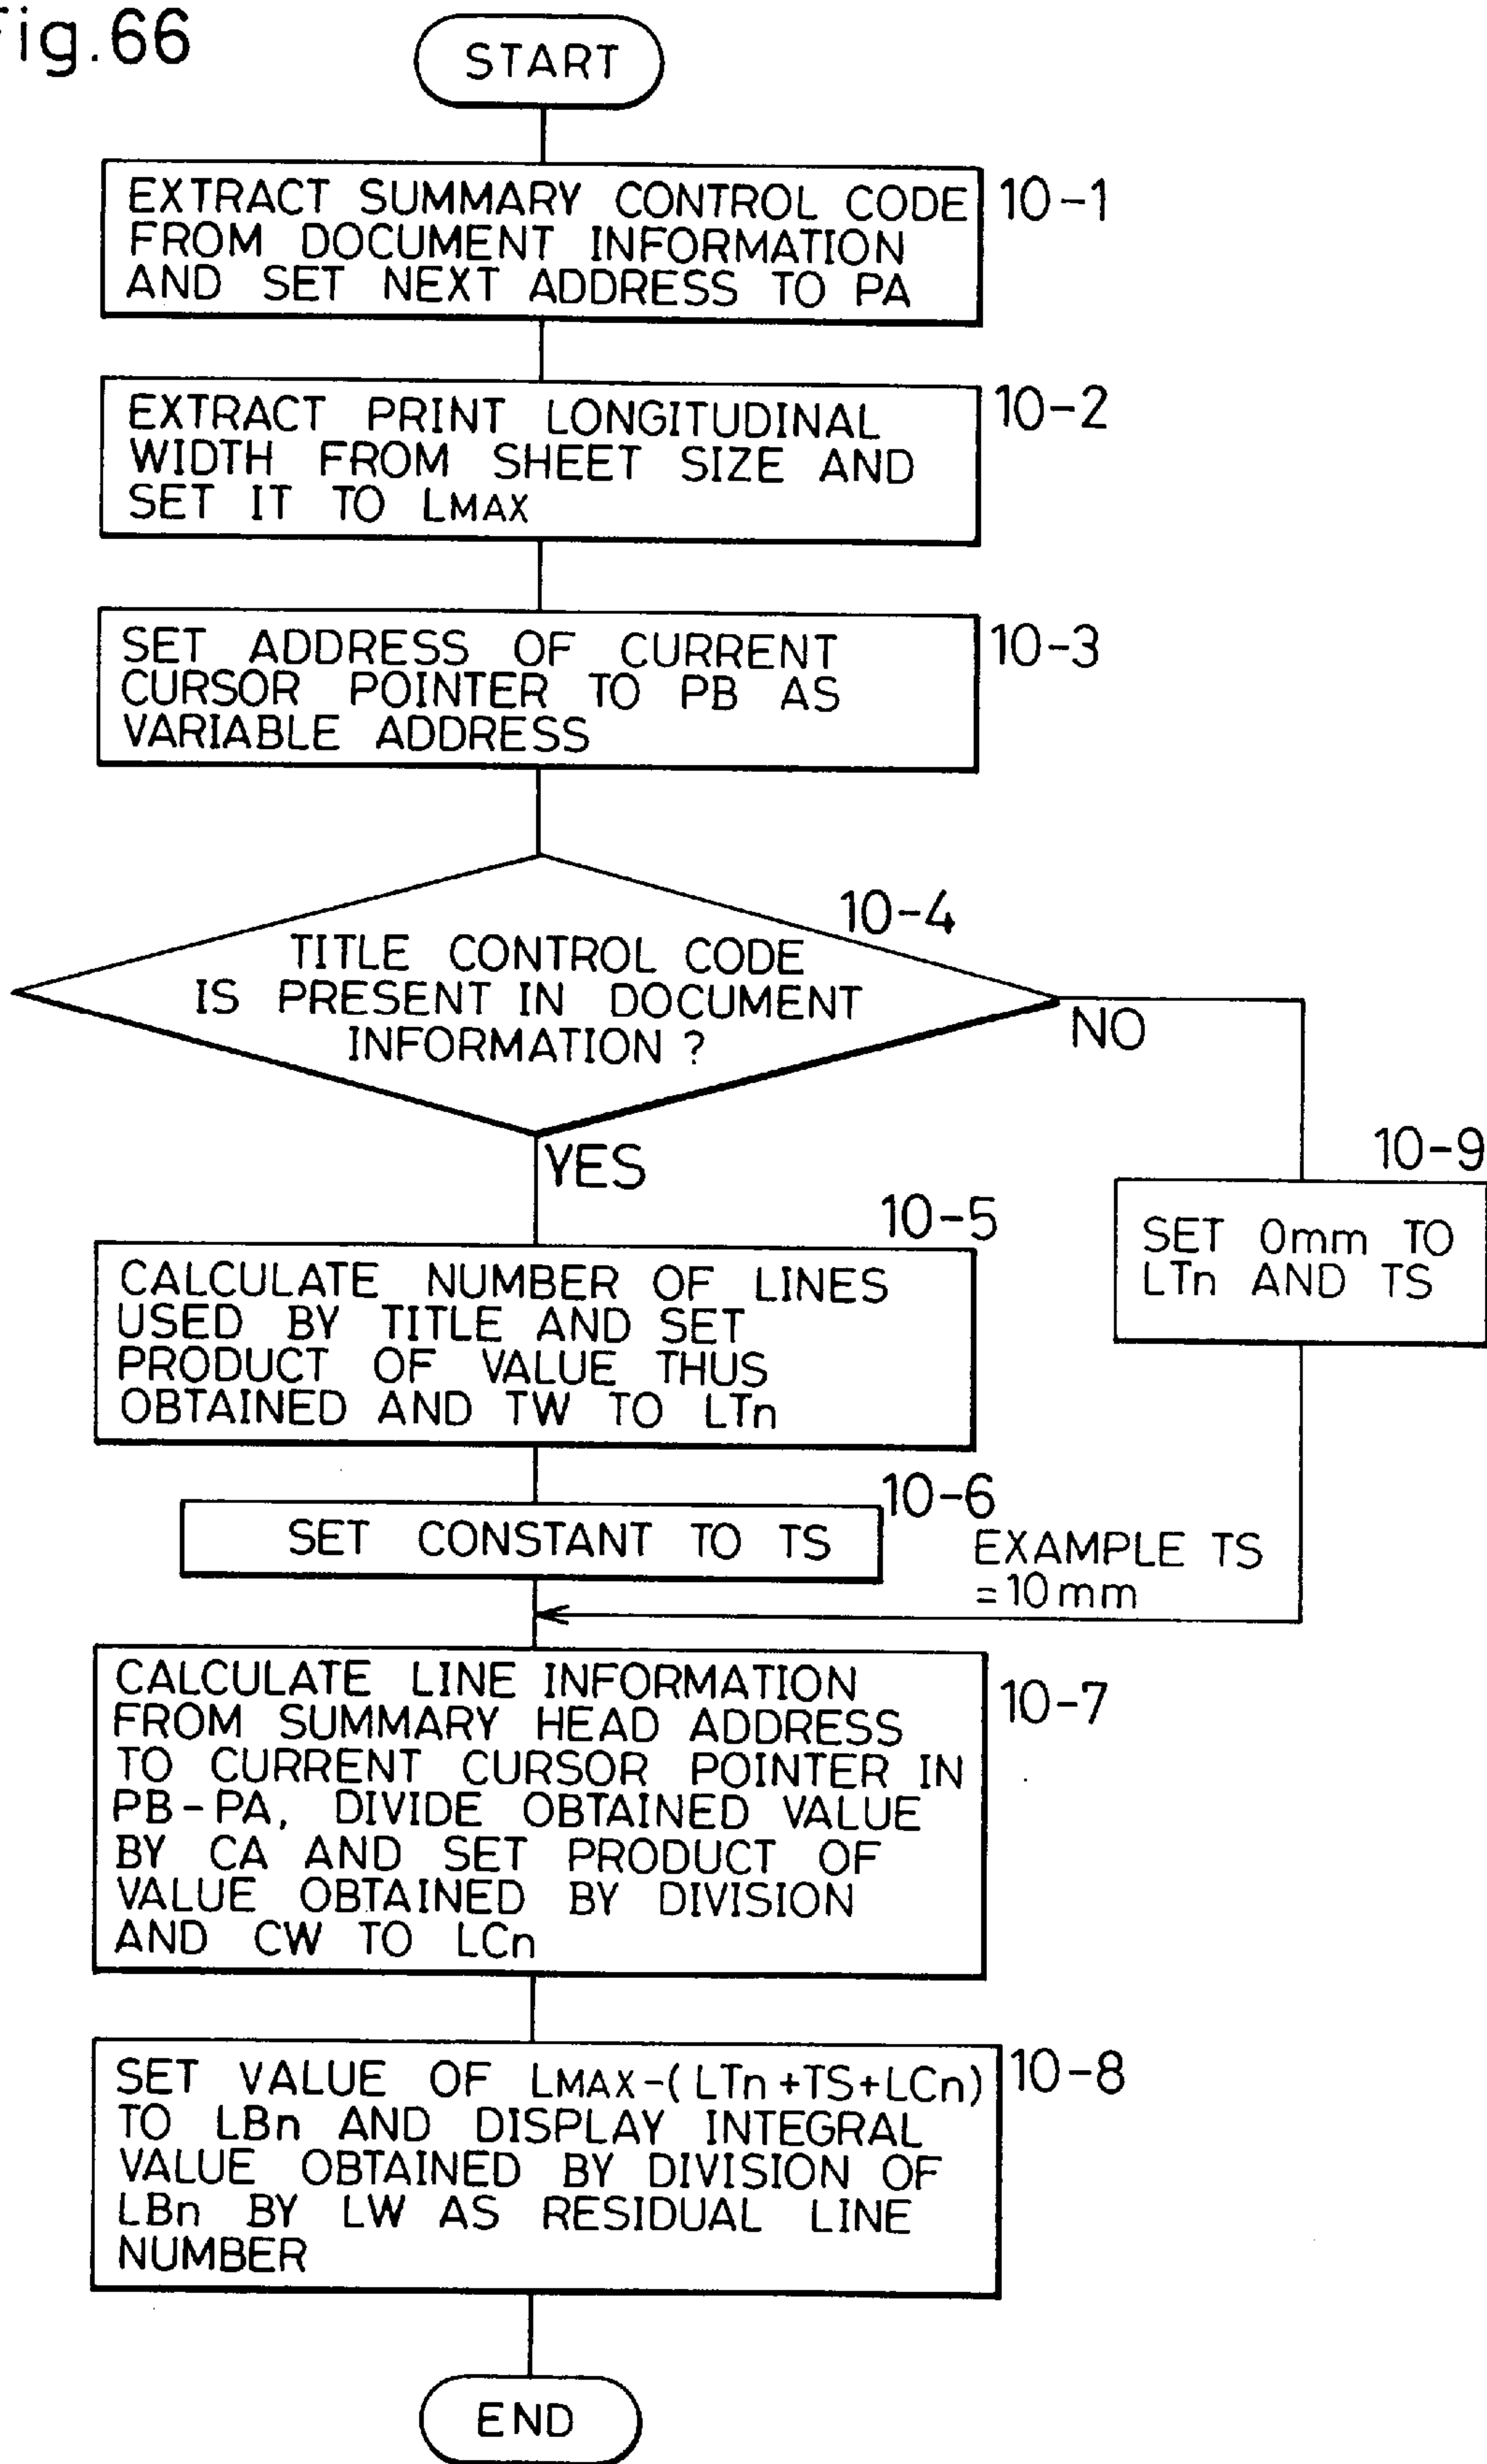 Fig.66
START
EXTRACT SUMMARY CONTROL CODE
FROM DOCUMENT INFORMATION
AND SET NEXT ADDRESS TO PA
10-1
EXTRACT PRINT LONGITUDINAL
WIDTH FROM SHEET SIZE AND
SET IT TO LMAX
10-2
SET ADDRESS OF CURRENT
CURSOR POINTER TO PB AS
VARIABLE ADDRESS
10-3
10-4
TITLE CONTROL CODE
IS PRESENT IN DOCUMENT
INFORMATION ?
NO
YES
10-9
SET 0mm TO
LTn AND TS
10-5
CALCULATE NUMBER OF LINES
USED BY TITLE AND SET
PRODUCT OF VALUE THUS
OBTAINED AND TW TO LTn
10-6
SET CONSTANT TO TS
EXAMPLE TS
=10mm
CALCULATE LINE INFORMATION
FROM SUMMARY HEAD ADDRESS
TO CURRENT CURSOR POINTER IN
PB-PA, DIVIDE OBTAINED VALUE
BY CA AND SET PRODUCT OF
VALUE OBTAINED BY DIVISION
AND CW TO LCn
10-7
SET VALUE OF LMAX-(LTn+TS+LCn)
TO LBn AND DISPLAY INTEGRAL
VALUE OBTAINED BY DIVISION OF
LBn BY LW AS RESIDUAL LINE
NUMBER
10-8
END